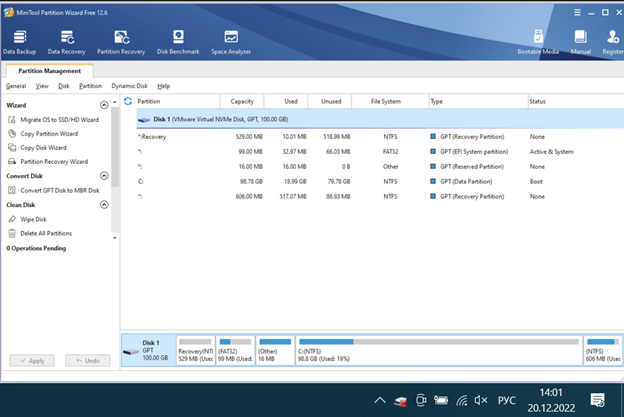 MiniTool Partition Wizard Free 12.6
Data Backup Data Recovery Partition Recovery Disk Benchmark Space Analyzer Bootable Media Manual Register
Partition Management
General View Disk Partition Dynamic Disk Help
Wizard
Migrate OS to SSD/HD Wizard
Copy Partition Wizard
Copy Disk Wizard
Partition Recovery Wizard
Convert Disk
Convert GPT Disk to MBR Disk
Clean Disk
Wipe Disk
Delete All Partitions
0 Operations Pending
Apply Undo
Partition Capacity Used Unused File System Type Status
Disk 1 (VMware Virtual NVMe Disk, GPT, 100.00 GB)
*:Recovery 529.00 MB 10.01 MB 518.99 MB NTFS GPT (Recovery Partition) None
*: 99.00 MB 32.97 MB 66.03 MB FAT32 GPT (EFI System partition) Active & System
*: 16.00 MB 16.00 MB 0 B Other GPT (Reserved Partition) None
C: 98.78 GB 18.99 GB 79.78 GB NTFS GPT (Data Partition) Boot
*: 606.00 MB 517.07 MB 88.93 MB NTFS GPT (Recovery Partition) None
Disk 1
GPT
100.00 GB
Recovery(NTI
529 MB (Usec
(FAT32)
99 MB (Used:
(Other)
16 MB
C:(NTFS)
98.8 GB (Used: 19%)
(NTFS)
606 MB (Usec
РУС
14:01
20.12.2022